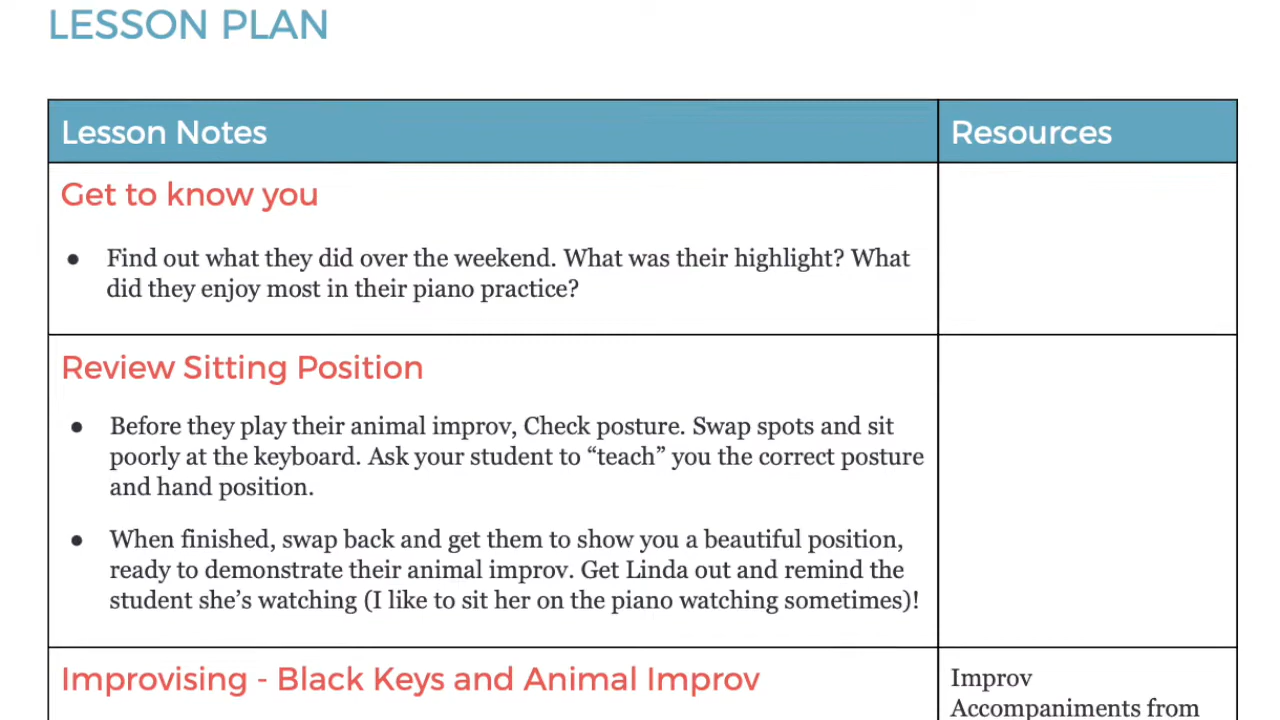 LESSON PLAN
Lesson Notes
Resources
Get to know you
● Find out what they did over the weekend. What was their highlight? What
did they enjoy most in their piano practice?
Review Sitting Position
● Before they play their animal improv, Check posture. Swap spots and sit
poorly at the keyboard. Ask your student to “teach” you the correct posture
and hand position.
● When finished, swap back and get them to show you a beautiful position,
ready to demonstrate their animal improv. Get Linda out and remind the
student she’s watching (I like to sit her on the piano watching sometimes)!
Improvising - Black Keys and Animal Improv
Improv
Accompaniments from